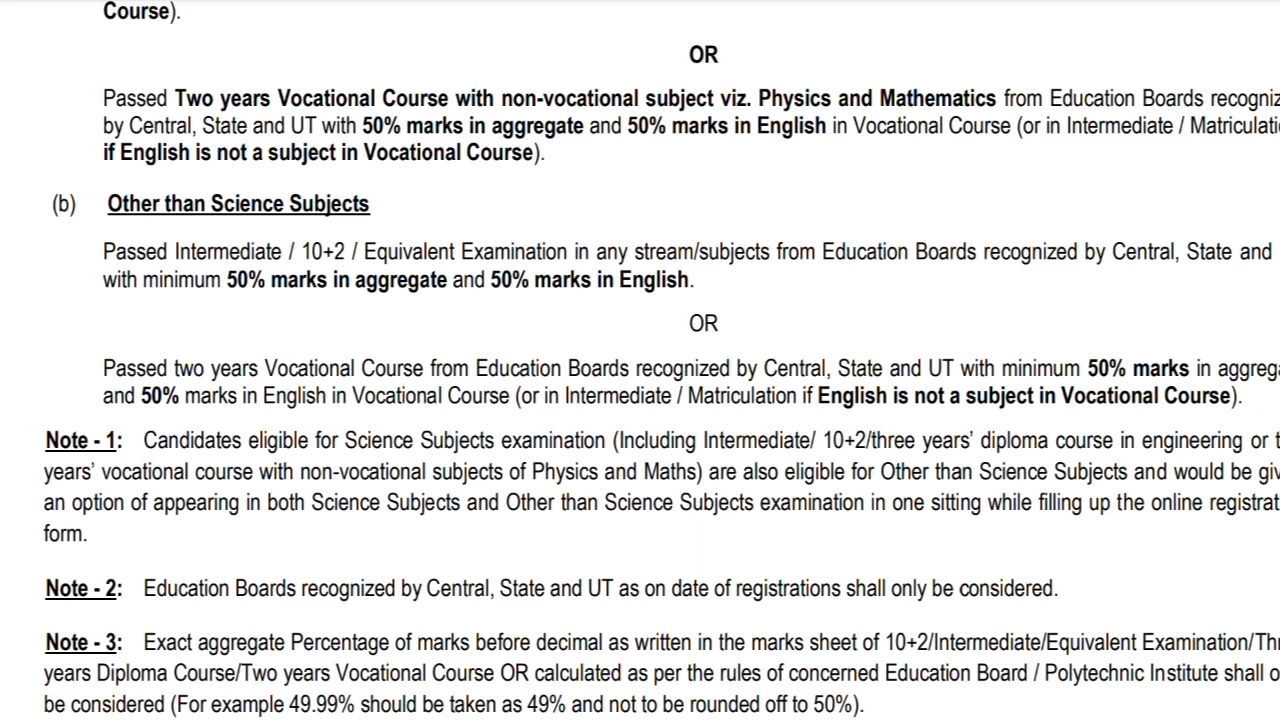 Course).
OR
Passed Two years Vocational Course with non-vocational subject viz. Physics and Mathematics from Education Boards recogniz
by Central, State and UT with 50% marks in aggregate and 50% marks in English in Vocational Course (or in Intermediate / Matriculati
if English is not a subject in Vocational Course).
(b) Other than Science Subjects
Passed Intermediate / 10+2 / Equivalent Examination in any stream/subjects from Education Boards recognized by Central, State and
with minimum 50% marks in aggregate and 50% marks in English.
OR
Passed two years Vocational Course from Education Boards recognized by Central, State and UT with minimum 50% marks in aggrega
and 50% marks in English in Vocational Course (or in Intermediate / Matriculation if English is not a subject in Vocational Course).
Note - 1: Candidates eligible for Science Subjects examination (Including Intermediate/ 10+2/three years' diploma course in engineering or t
years' vocational course with non-vocational subjects of Physics and Maths) are also eligible for Other than Science Subjects and would be giv
an option of appearing in both Science Subjects and Other than Science Subjects examination in one sitting while filling up the online registrat
form.
Note - 2: Education Boards recognized by Central, State and UT as on date of registrations shall only be considered.
Note - 3: Exact aggregate Percentage of marks before decimal as written in the marks sheet of 10+2/Intermediate/Equivalent Examination/Thr
years Diploma Course/Two years Vocational Course OR calculated as per the rules of concerned Education Board / Polytechnic Institute shall o
be considered (For example 49.99% should be taken as 49% and not to be rounded off to 50%).